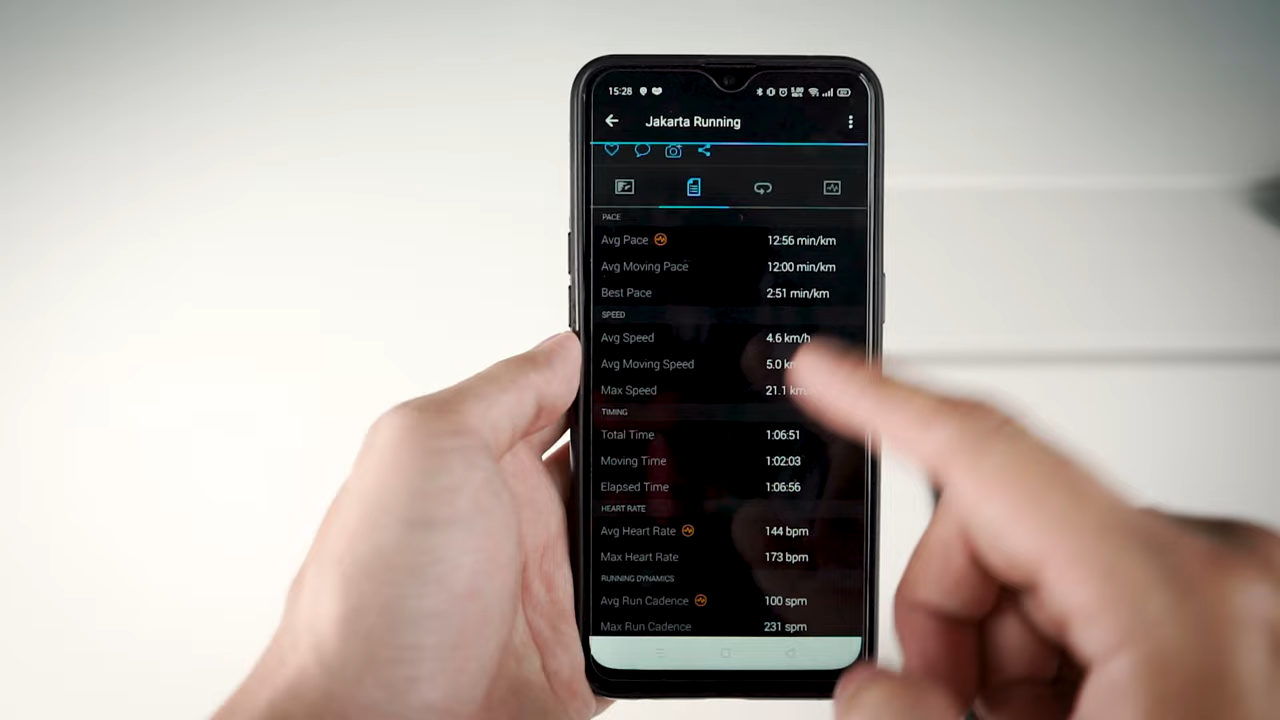 15:28
Jakarta Running
PACE
Avg Pace 12:56 min/km
Avg Moving Pace 12:00 min/km
Best Pace 2:51 min/km
SPEED
Avg Speed 4.6 km/h
Avg Moving Speed 5.0
Max Speed 21.1
TIMING
Total Time 1:06:51
Moving Time 1:02:03
Elapsed Time 1:06:56
HEART RATE
Avg Heart Rate 144 bpm
Max Heart Rate 173 bpm
RUNNING DYNAMICS
Avg Run Cadence 100 spm
Max Run Cadence 231 spm